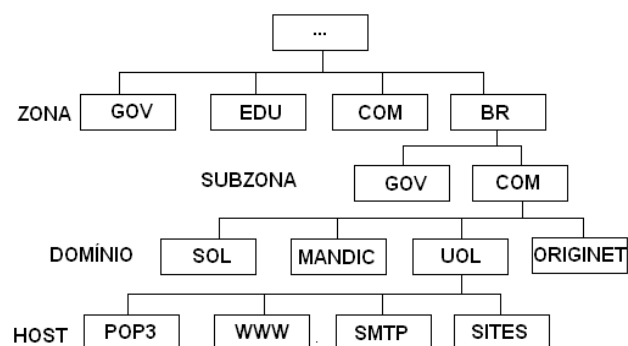 ...
ZONA GOV EDU COM BR
SUBZONA GOV COM
DOMÍNIO SOL MANDIC UOL ORIGINET
HOST POP3 WWW SMTP SITES